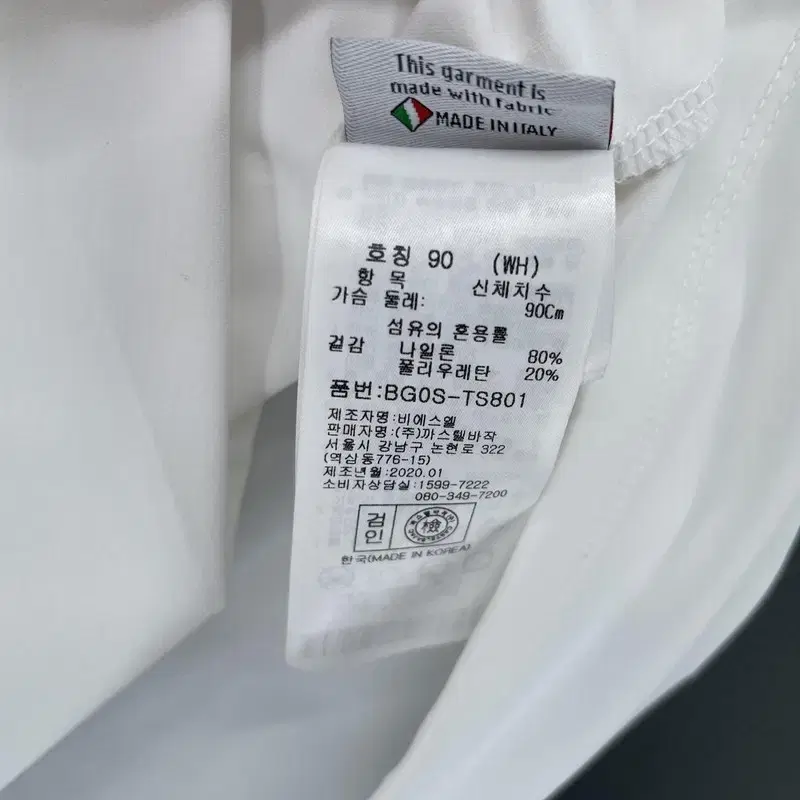 This garment is
made with fabric
MADE IN ITALY
호칭 90 (WH)
항 목 신체치수
가슴 둘레: 90Cm
섬유의 혼용률
겉감 나일론 80%
폴리우레탄 20%
품번:BG0S-TS801
제조자명:비에스엘
판매자명:(주)까스텔바작
서울시 강남구 논현로 322
(역삼동776-15)
제조년월:2020.01
소비자상담실:1599-7222
080-349-7200
검인
檢
한국(MADE IN KOREA)